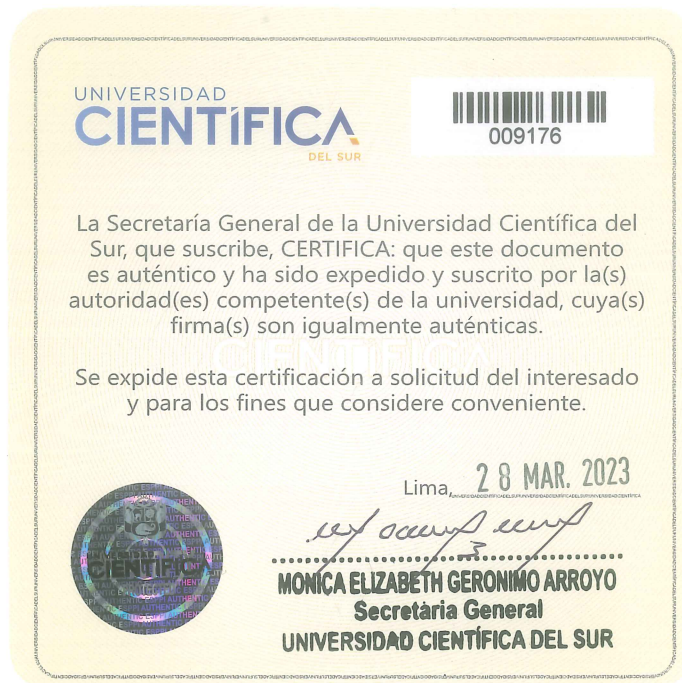 UNIVERSIDAD
CIENTÍFICA
DEL SUR
009176
La Secretaría General de la Universidad Científica del
Sur, que suscribe, CERTIFICA: que este documento
es auténtico y ha sido expedido y suscrito por la(s)
autoridad(es) competente(s) de la universidad, cuya(s)
firma(s) son igualmente auténticas.
CIENTÍFICA
Se expide esta certificación a solicitud del interesado
y para los fines que considere conveniente.
Lima, 28 MAR. 2023
CIENTÍFICA
MONICA ELIZABETH GERONIMO ARROYO
Secretaria General
UNIVERSIDAD CIENTÍFICA DEL SUR